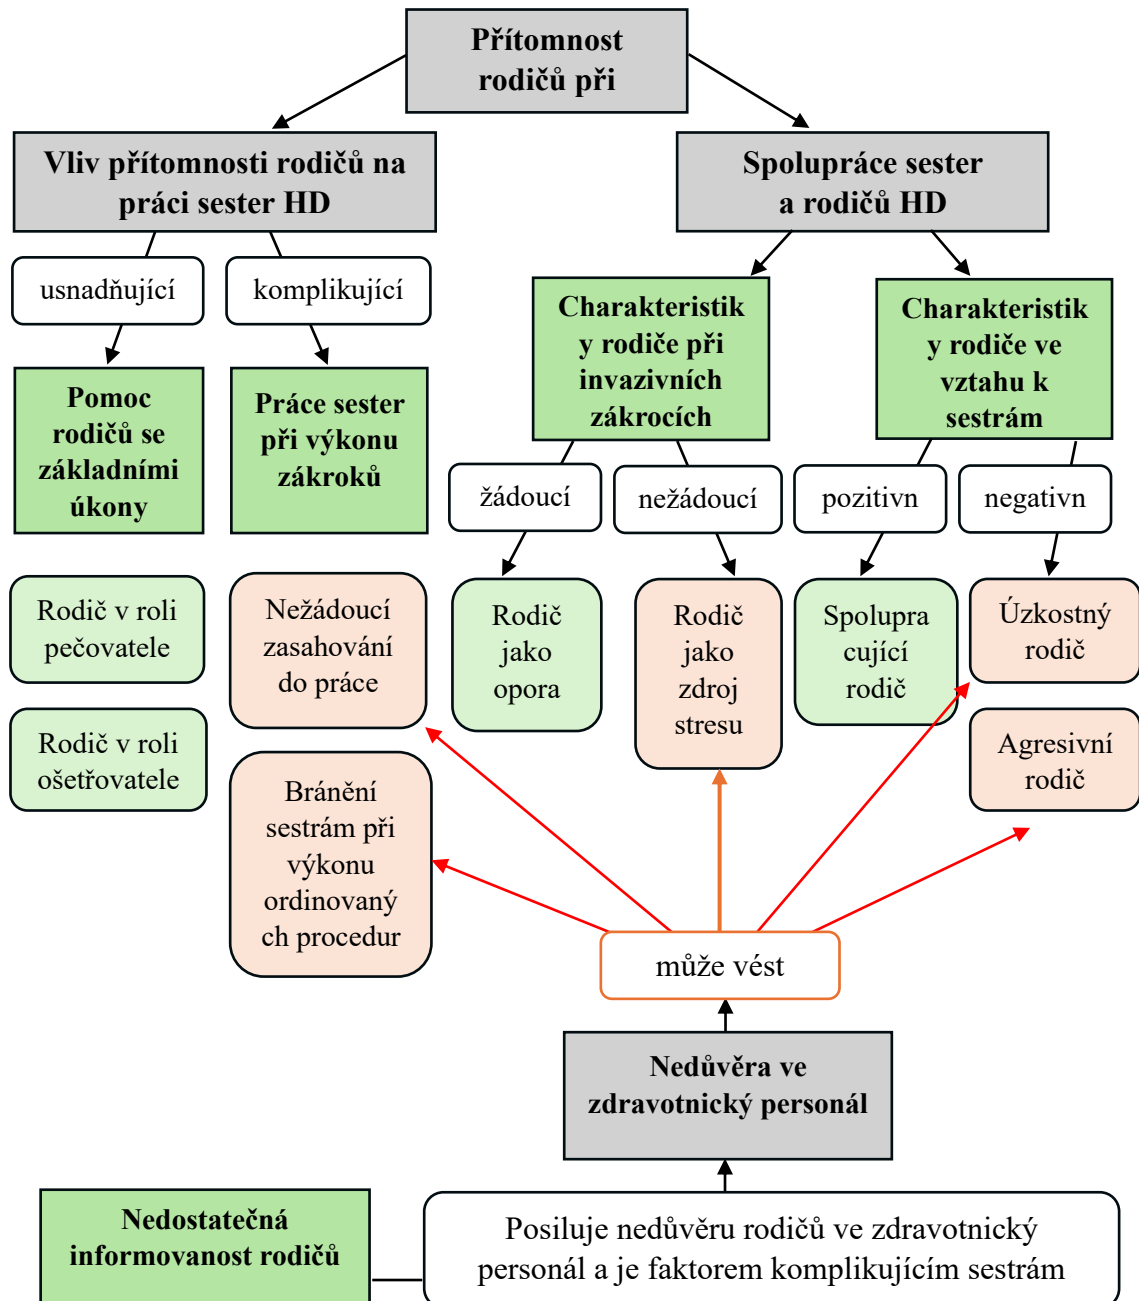 Přítomnost
rodičů při
Vliv přítomnosti rodičů na
práci sester HD
Spolupráce sester
a rodičů HD
usnadňující
komplikující
Charakteristik
y rodiče při
invazivních
zákrocích
Charakteristik
y rodiče ve
vztahu k
sestrám
Pomoc
rodičů se
základními
úkony
Práce sester
při výkonu
zákroků
žádoucí
nežádoucí
pozitivn
negativn
Rodič v roli
pečovatele
Nežádoucí
zasahování
do práce
Rodič
jako
opora
Rodič
jako
zdroj
stresu
Spolupra
cující
rodič
Úzkostný
rodič
Rodič v roli
ošetřovatele
Bránění
sestrám při
výkonu
ordinovaný
ch procedur
Agresivní
rodič
může vést
Nedůvěra ve
zdravotnický personál
Nedostatečná
informovanost rodičů
Posiluje nedůvěru rodičů ve zdravotnický
personál a je faktorem komplikujícím sestrám